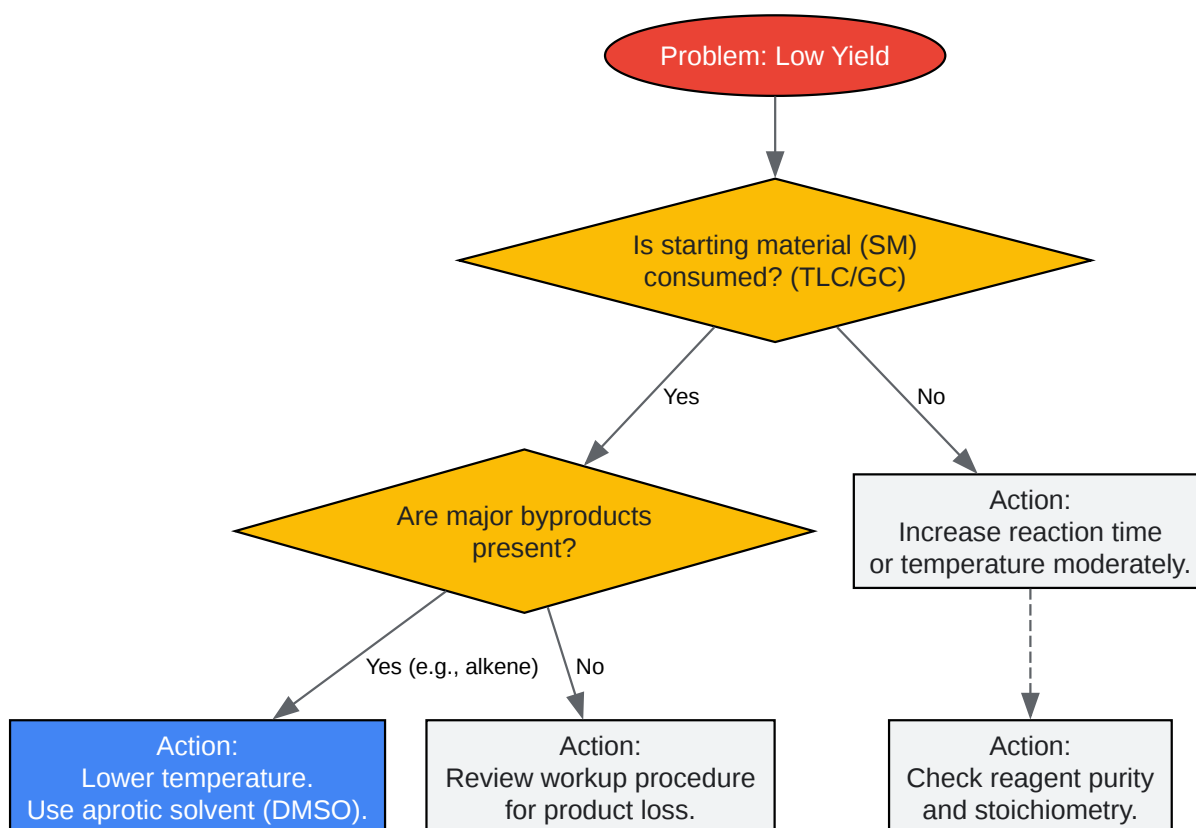 Problem: Low Yield
Is starting material (SM)
consumed? (TLC/GC)
Yes
No
Are major byproducts
present?
Action:
Increase reaction time
or temperature moderately.
Yes (e.g., alkene)
No
Action:
Lower temperature.
Use aprotic solvent (DMSO).
Action:
Review workup procedure
for product loss.
Action:
Check reagent purity
and stoichiometry.